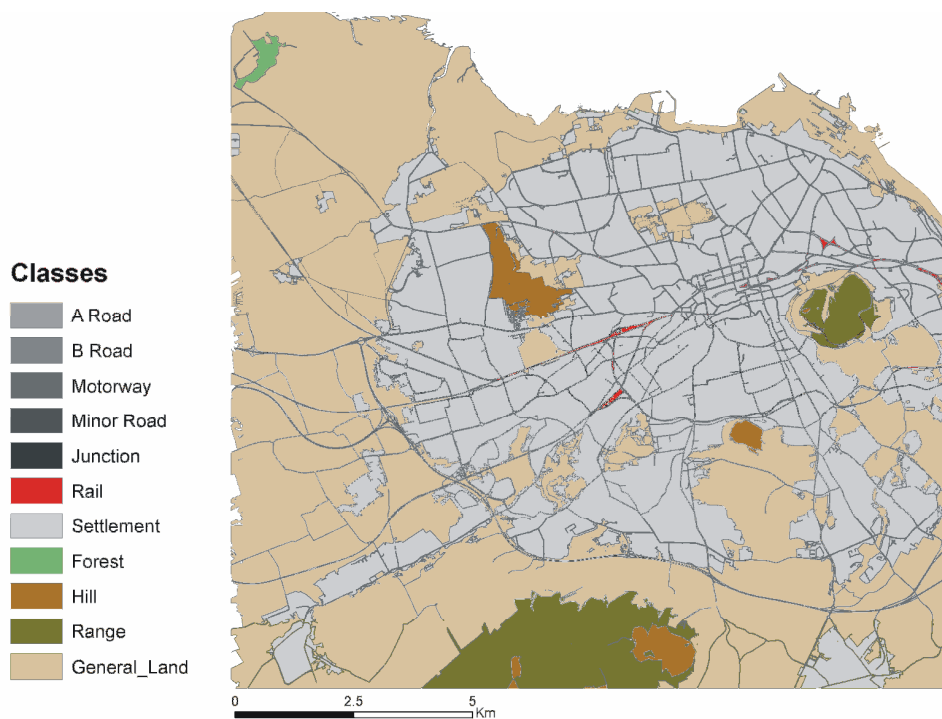 Classes
A Road
B Road
Motorway
Minor Road
Junction
Rail
Settlement
Forest
Hill
Range
General_Land
0 2.5 5
Km